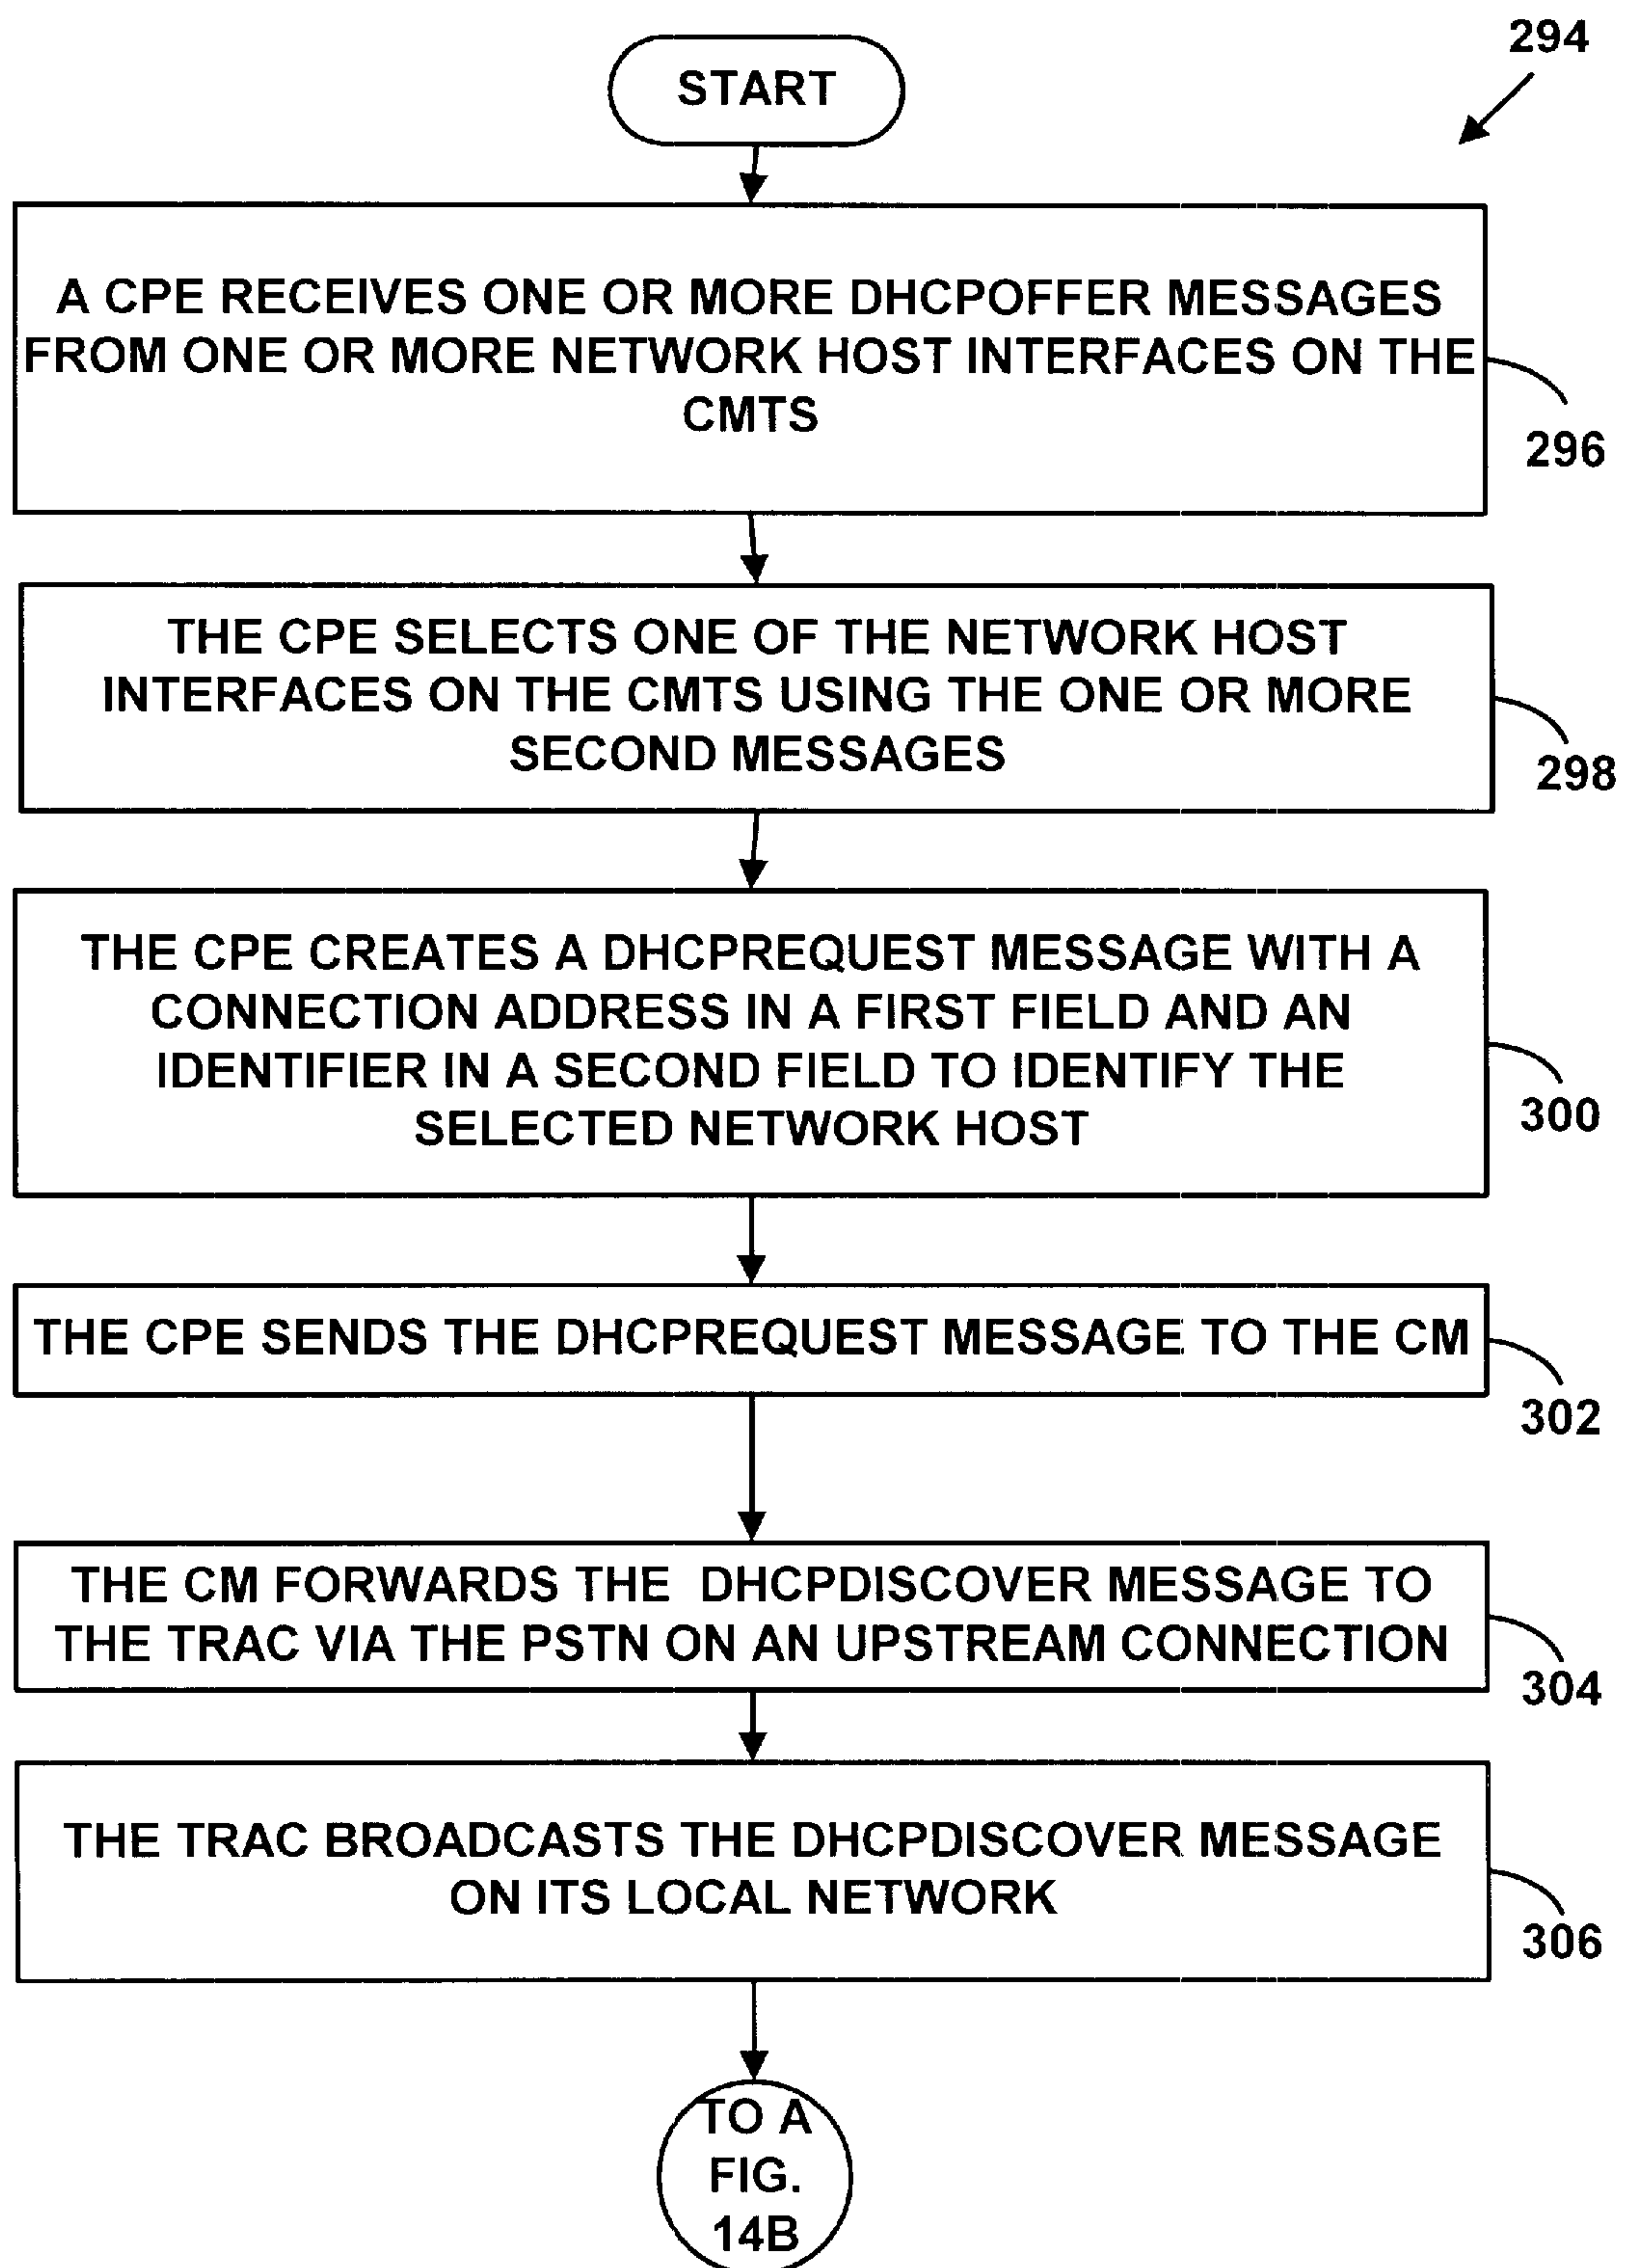 294
START
A CPE RECEIVES ONE OR MORE DHCPOFFER MESSAGES
FROM ONE OR MORE NETWORK HOST INTERFACES ON THE
CMTS
296
THE CPE SELECTS ONE OF THE NETWORK HOST
INTERFACES ON THE CMTS USING THE ONE OR MORE
SECOND MESSAGES
298
THE CPE CREATES A DHCPREQUEST MESSAGE WITH A
CONNECTION ADDRESS IN A FIRST FIELD AND AN
IDENTIFIER IN A SECOND FIELD TO IDENTIFY THE
SELECTED NETWORK HOST
300
THE CPE SENDS THE DHCPREQUEST MESSAGE TO THE CM
302
THE CM FORWARDS THE DHCPDISCOVER MESSAGE TO
THE TRAC VIA THE PSTN ON AN UPSTREAM CONNECTION
304
THE TRAC BROADCASTS THE DHCPDISCOVER MESSAGE
ON ITS LOCAL NETWORK
306
TO A
FIG.
14B